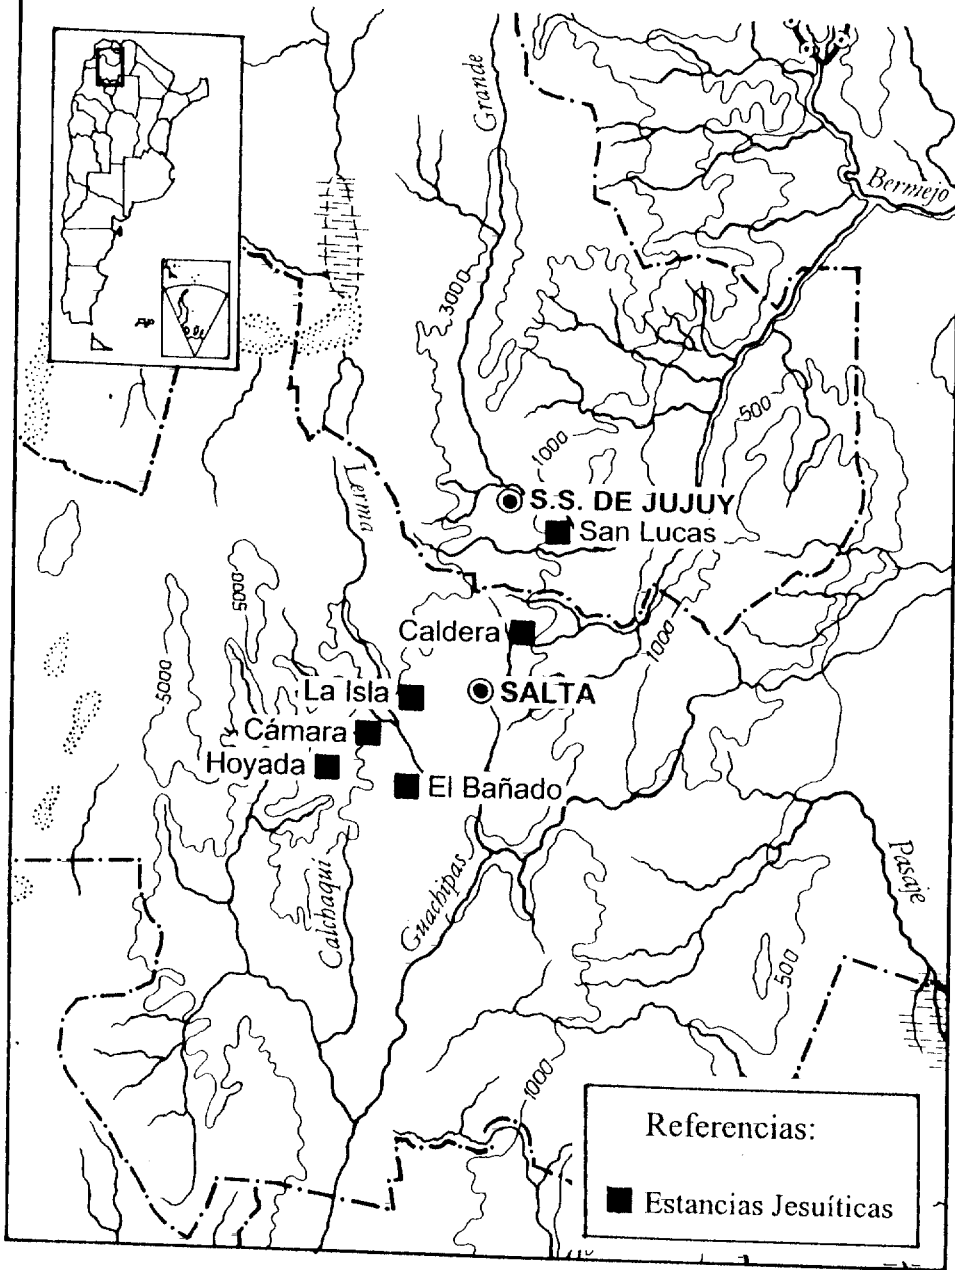 Grande
Bermejo
3000
500
1000
Lerma
S.S. DE JUJUY
San Lucas
5000
5000
Caldera
1000
La Isla
SALTA
Cámara
Hoyada
El Bañado
Calchaquí
Guachipas
Pasaje
500
1000
Referencias:
Estancias Jesuíticas